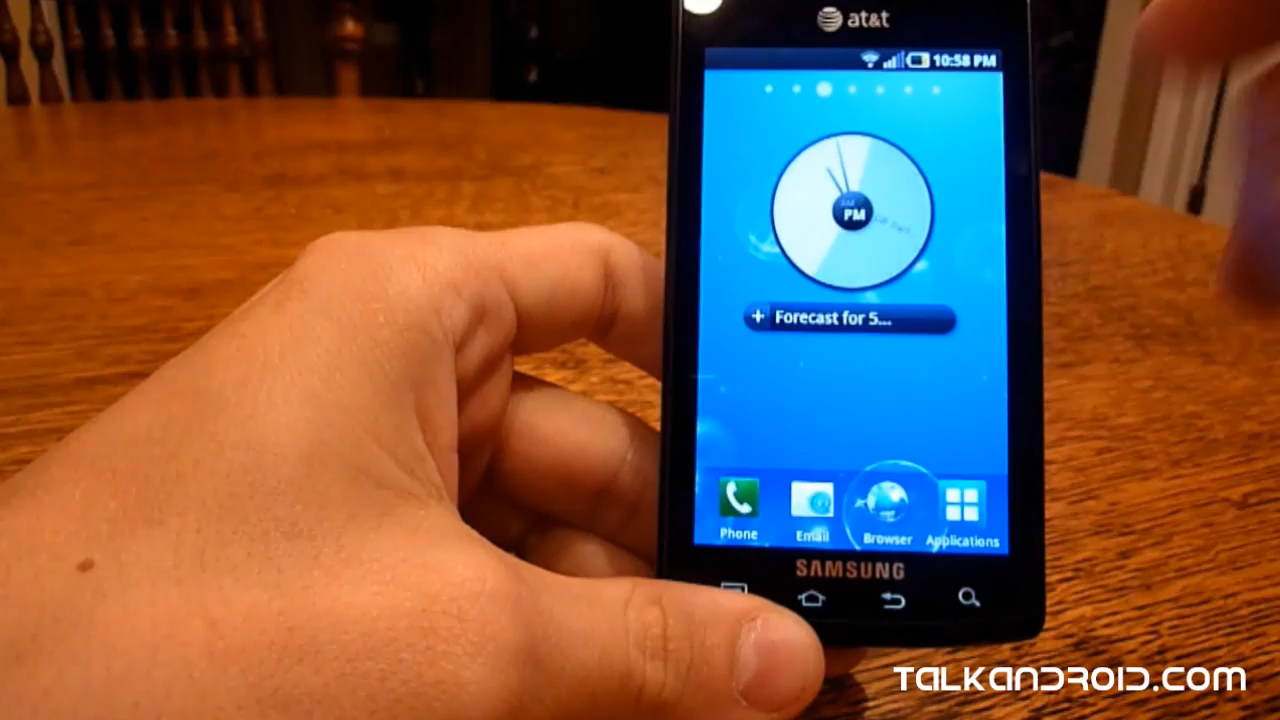 at&t
10:58 PM
PM
Forecast for 5...
Phone
Email
Browser
Applications
SAMSUNG
TALKANDROID.COM